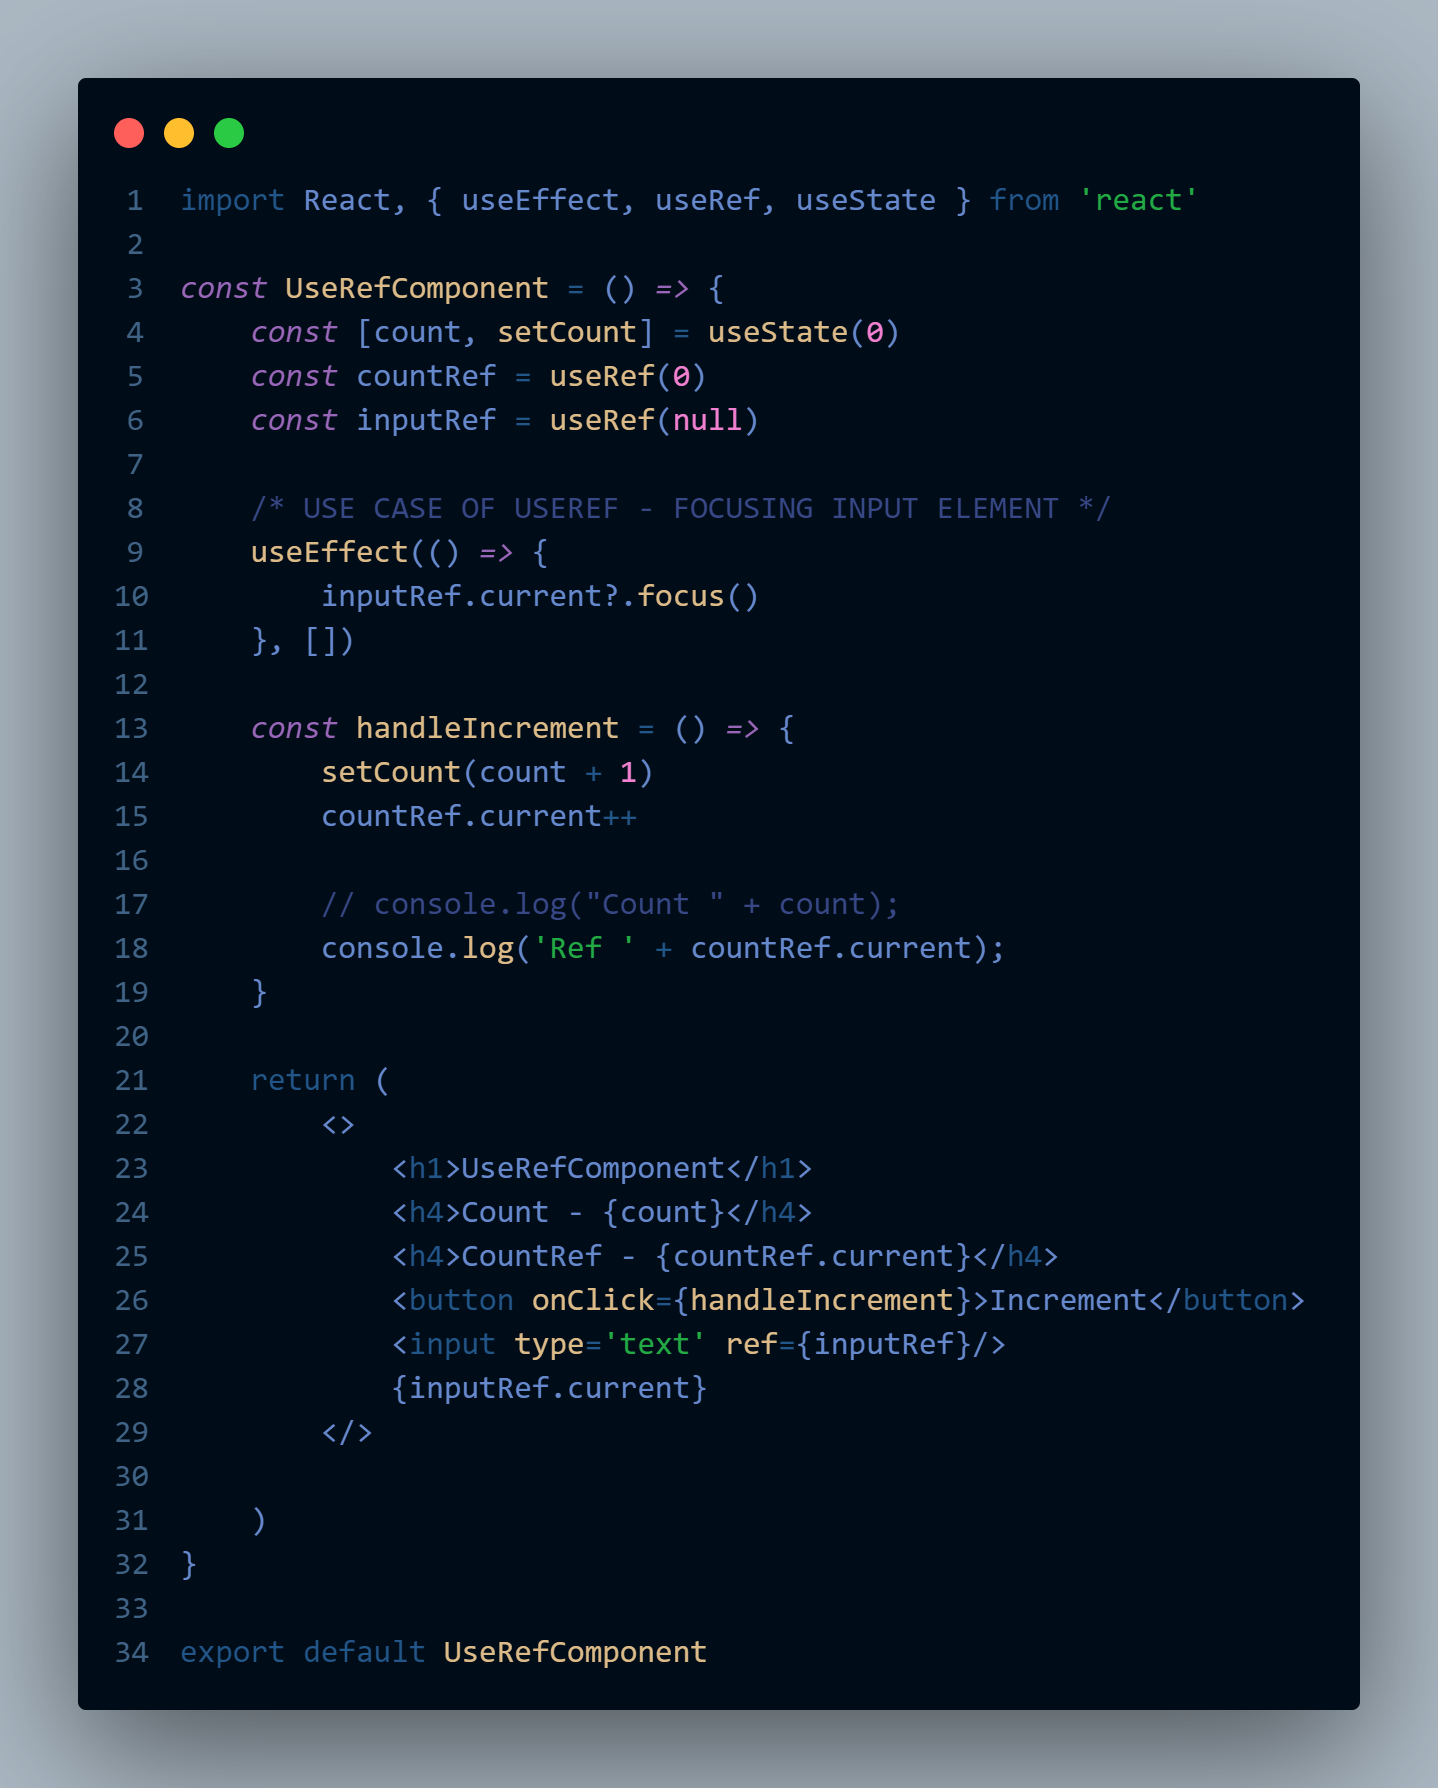 1 import React, { useEffect, useRef, useState } from 'react'
2
3 const UseRefComponent = () => {
4     const [count, setCount] = useState(0)
5     const countRef = useRef(0)
6     const inputRef = useRef(null)
7
8     /* USE CASE OF USEREF - FOCUSING INPUT ELEMENT */
9     useEffect(() => {
10         inputRef.current?.focus()
11     }, [])
12
13     const handleIncrement = () => {
14         setCount(count + 1)
15         countRef.current++
16
17         // console.log("Count " + count);
18         console.log('Ref ' + countRef.current);
19     }
20
21     return (
22         <>
23             <h1>UseRefComponent</h1>
24             <h4>Count - {count}</h4>
25             <h4>CountRef - {countRef.current}</h4>
26             <button onClick={handleIncrement}>Increment</button>
27             <input type='text' ref={inputRef}/>
28             {inputRef.current}
29         </>
30
31     )
32 }
33
34 export default UseRefComponent